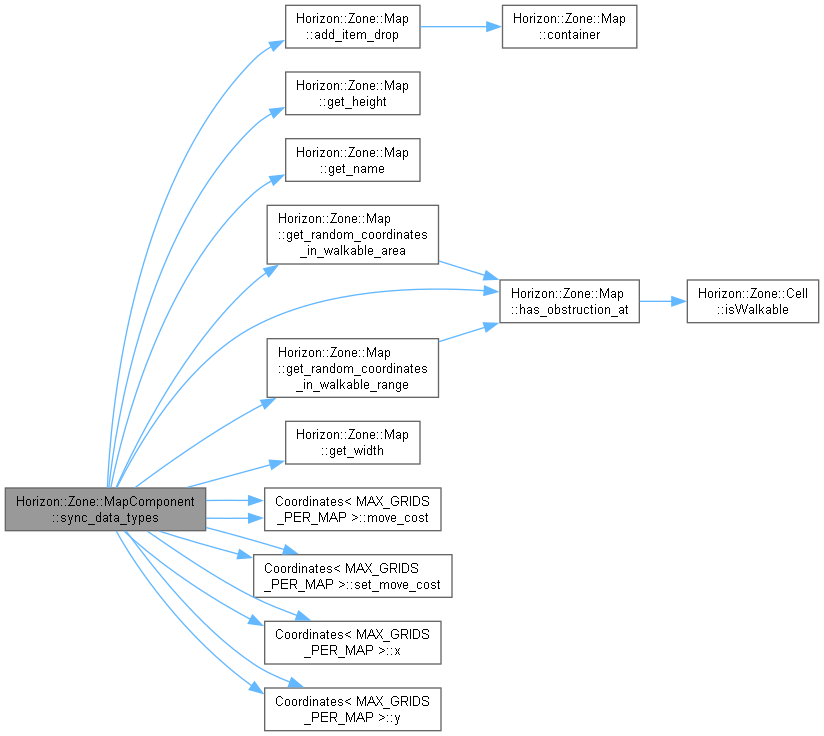 Horizon::Zone::Map
::add_item_drop
Horizon::Zone::Map
::container
Horizon::Zone::Map
::get_height
Horizon::Zone::Map
::get_name
Horizon::Zone::Map
::get_random_coordinates
_in_walkable_area
Horizon::Zone::Map
::has_obstruction_at
Horizon::Zone::Cell
::isWalkable
Horizon::Zone::Map
::get_random_coordinates
_in_walkable_range
Horizon::Zone::Map
::get_width
Horizon::Zone::MapComponent
::sync_data_types
Coordinates< MAX_GRIDS
_PER_MAP >::move_cost
Coordinates< MAX_GRIDS
_PER_MAP >::set_move_cost
Coordinates< MAX_GRIDS
_PER_MAP >::x
Coordinates< MAX_GRIDS
_PER_MAP >::y